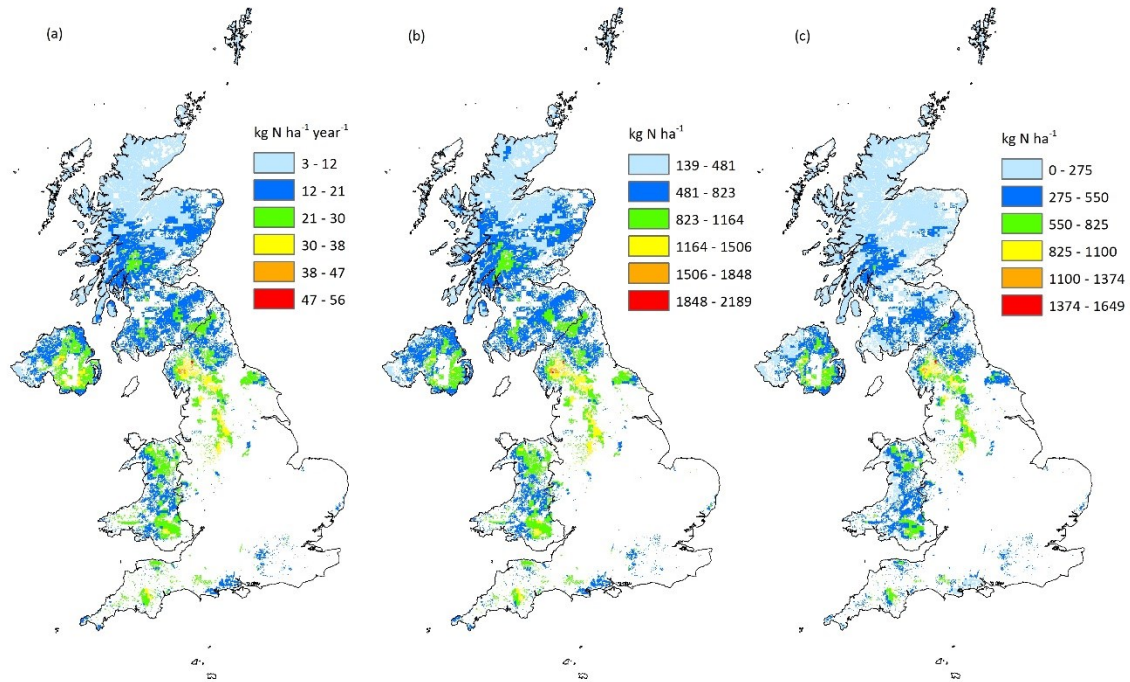 (a)
kg N ha⁻¹ year⁻¹
3 - 12
12 - 21
21 - 30
30 - 38
38 - 47
47 - 56
(b)
kg N ha⁻¹
139 - 481
481 - 823
823 - 1164
1164 - 1506
1506 - 1848
1848 - 2189
(c)
kg N ha⁻¹
0 - 275
275 - 550
550 - 825
825 - 1100
1100 - 1374
1374 - 1649